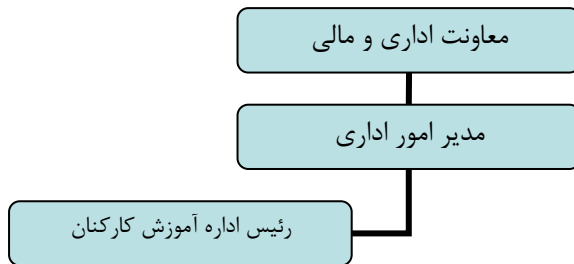 معاونت اداری و مالی
مدیر امور اداری
رئیس اداره آموزش کارکنان